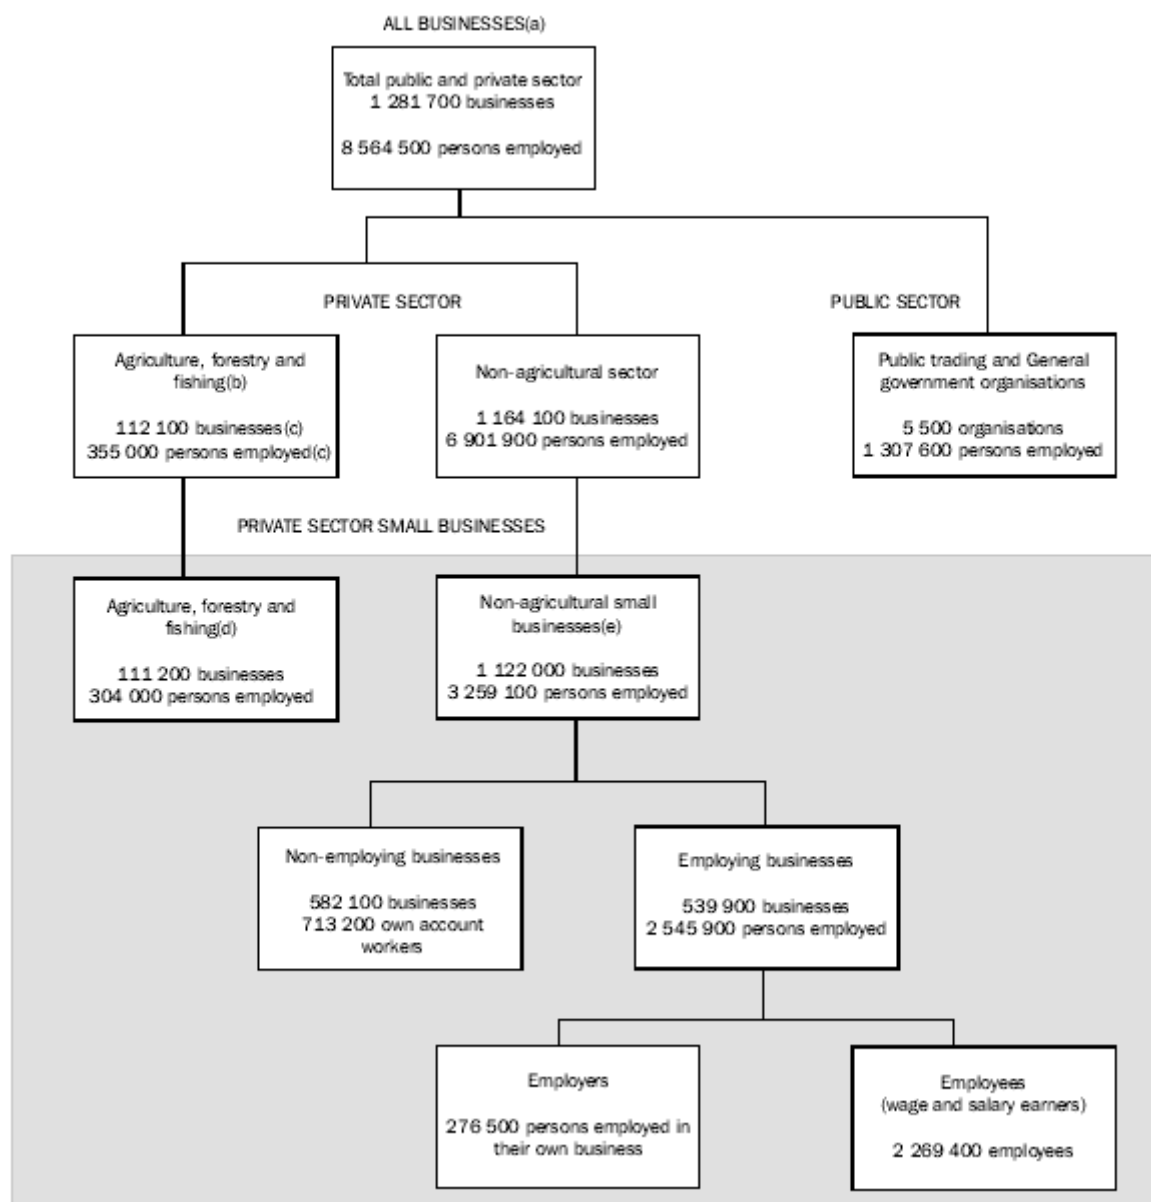 ALL BUSINESSES(a)
Total public and private sector
1 281 700 businesses
8 564 500 persons employed
PRIVATE SECTOR
PUBLIC SECTOR
Agriculture, forestry and
fishing(b)
112 100 businesses(c)
355 000 persons employed(c)
Non-agricultural sector
1 164 100 businesses
6 901 900 persons employed
Public trading and General
government organisations
5 500 organisations
1 307 600 persons employed
PRIVATE SECTOR SMALL BUSINESSES
Agriculture, forestry and
fishing(d)
111 200 businesses
304 000 persons employed
Non-agricultural small
businesses(e)
1 122 000 businesses
3 259 100 persons employed
Non-employing businesses
582 100 businesses
713 200 own account
workers
Employing businesses
539 900 businesses
2 545 900 persons employed
Employers
276 500 persons employed in
their own business
Employees
(wage and salary earners)
2 269 400 employees